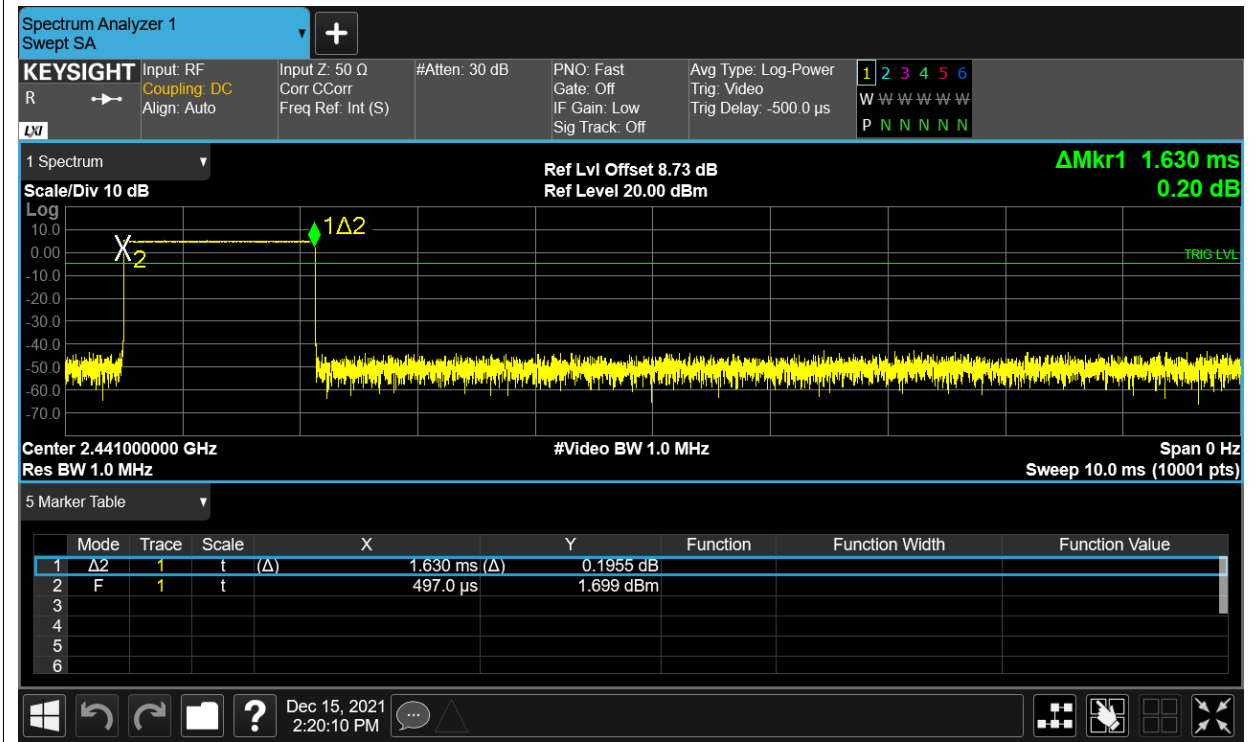 Spectrum Analyzer 1
Swept SA
+
KEYSIGHT
R
LXI
Input: RF
Coupling: DC
Align: Auto
Input Z: 50 Ω
Corr CCorr
Freq Ref: Int (S)
#Atten: 30 dB
PNO: Fast
Gate: Off
IF Gain: Low
Sig Track: Off
Avg Type: Log-Power
Trig: Video
Trig Delay: -500.0 µs
1 2 3 4 5 6
W W W W W W
P N N N N N
1 Spectrum
Scale/Div 10 dB
Ref Lvl Offset 8.73 dB
Ref Level 20.00 dBm
ΔMkr1 1.630 ms
0.20 dB
Log
10.0
0.00
-10.0
-20.0
-30.0
-40.0
-50.0
-60.0
-70.0
X2
1Δ2
TRIG LVL
Center 2.441000000 GHz
#Video BW 1.0 MHz
Span 0 Hz
Res BW 1.0 MHz
Sweep 10.0 ms (10001 pts)
5 Marker Table
Mode Trace Scale X Y Function Function Width Function Value
1 Δ2 1 t (Δ) 1.630 ms (Δ) 0.1955 dB
2 F 1 t 497.0 µs 1.699 dBm
3
4
5
6
?
Dec 15, 2021
2:20:10 PM